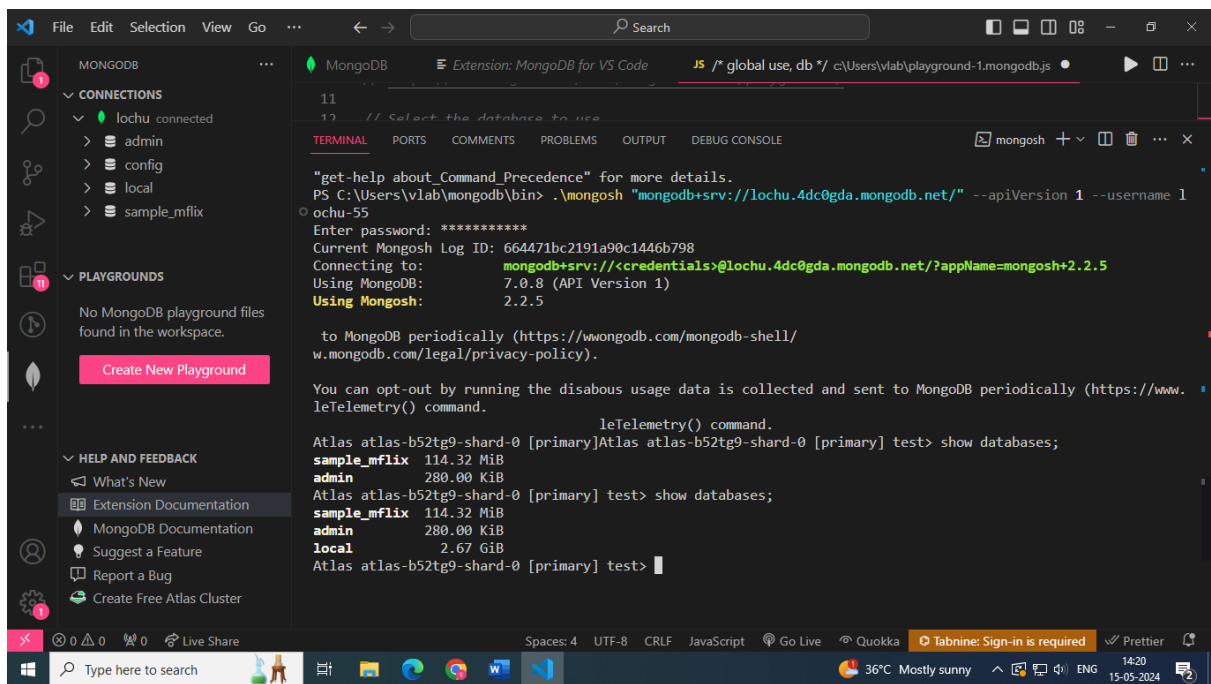 File Edit Selection View Go ··· Search
MONGODB ···
CONNECTIONS
lochu connected
admin
config
local
sample_mflix
PLAYGROUNDS
No MongoDB playground files
found in the workspace.
Create New Playground
HELP AND FEEDBACK
What's New
Extension Documentation
MongoDB Documentation
Suggest a Feature
Report a Bug
Create Free Atlas Cluster
1
11
1
MongoDB Extension: MongoDB for VS Code JS /* global use, db */ c:\Users\vlab\playground-1.mongodb.js
11
12 // Select the database to use
TERMINAL PORTS COMMENTS PROBLEMS OUTPUT DEBUG CONSOLE mongosh
"get-help about_Command_Precedence" for more details.
PS C:\Users\vlab\mongodb\bin> .\mongosh "mongodb+srv://lochu.4dc0gda.mongodb.net/" --apiVersion 1 --username l
ochu-55
Enter password: ***********
Current Mongosh Log ID: 664471bc2191a90c1446b798
Connecting to: mongodb+srv://<credentials>@lochu.4dc0gda.mongodb.net/?appName=mongosh+2.2.5
Using MongoDB: 7.0.8 (API Version 1)
Using Mongosh: 2.2.5
to MongoDB periodically (https://wwongodb.com/mongodb-shell/
w.mongodb.com/legal/privacy-policy).
You can opt-out by running the disabous usage data is collected and sent to MongoDB periodically (https://www.
leTelemetry() command.
leTelemetry() command.
Atlas atlas-b52tg9-shard-0 [primary]Atlas atlas-b52tg9-shard-0 [primary] test> show databases;
sample_mflix 114.32 MiB
admin 280.00 KiB
Atlas atlas-b52tg9-shard-0 [primary] test> show databases;
sample_mflix 114.32 MiB
admin 280.00 KiB
local 2.67 GiB
Atlas atlas-b52tg9-shard-0 [primary] test>
0 0 0 Live Share Spaces: 4 UTF-8 CRLF JavaScript Go Live Quokka Tabnine: Sign-in is required Prettier
Type here to search 36°C Mostly sunny ENG 14:20
15-05-2024 2